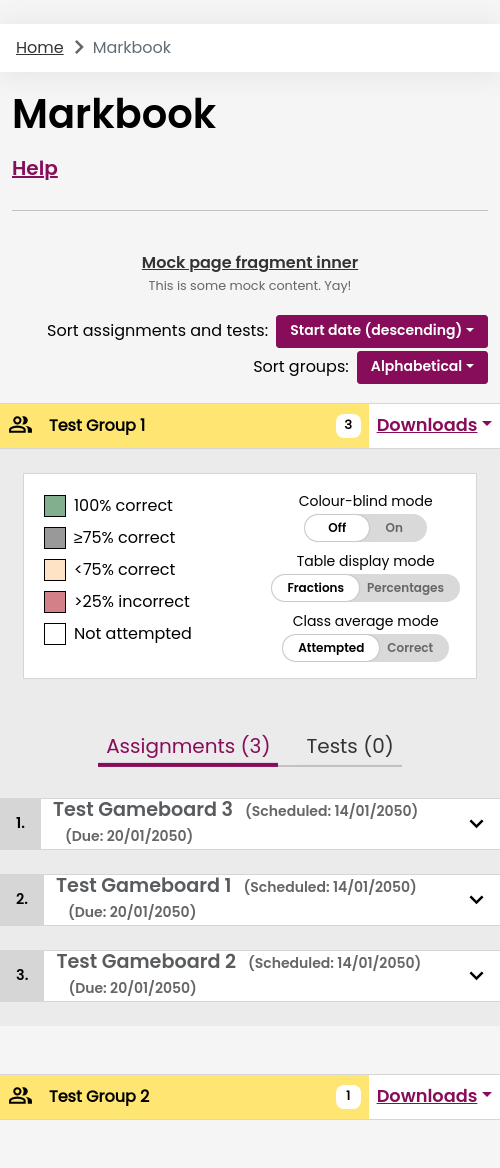 Home > Markbook
Markbook
Help
Mock page fragment inner
This is some mock content. Yay!
Sort assignments and tests: Start date (descending)
Sort groups: Alphabetical
Test Group 1 3 Downloads
100% correct
≥75% correct
<75% correct
>25% incorrect
Not attempted
Colour-blind mode
Off On
Table display mode
Fractions Percentages
Class average mode
Attempted Correct
Assignments (3) Tests (0)
1. Test Gameboard 3 (Scheduled: 14/01/2050)
(Due: 20/01/2050)
2. Test Gameboard 1 (Scheduled: 14/01/2050)
(Due: 20/01/2050)
3. Test Gameboard 2 (Scheduled: 14/01/2050)
(Due: 20/01/2050)
Test Group 2 1 Downloads